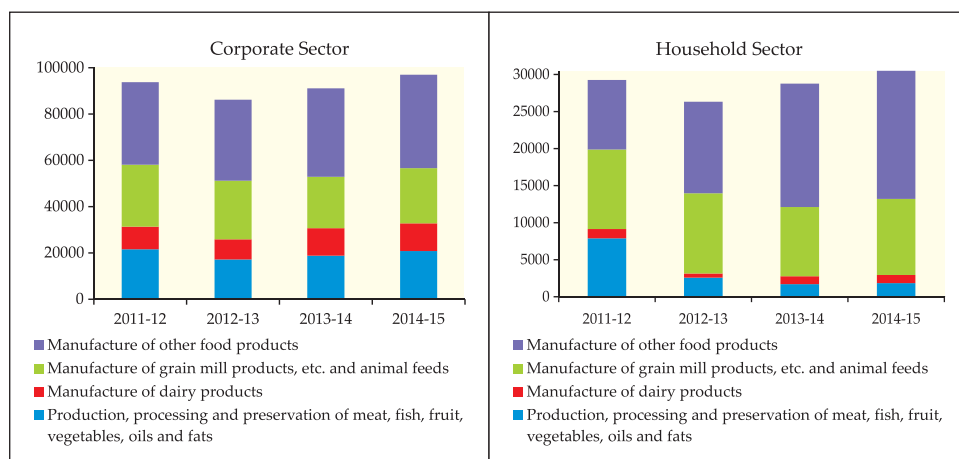 Corporate Sector
100000
80000
60000
40000
20000
0
2011-12 2012-13 2013-14 2014-15
Manufacture of other food products
Manufacture of grain mill products, etc. and animal feeds
Manufacture of dairy products
Production, processing and preservation of meat, fish, fruit,
vegetables, oils and fats
Household Sector
30000
25000
20000
15000
10000
5000
0
2011-12 2012-13 2013-14 2014-15
Manufacture of other food products
Manufacture of grain mill products, etc. and animal feeds
Manufacture of dairy products
Production, processing and preservation of meat, fish, fruit,
vegetables, oils and fats